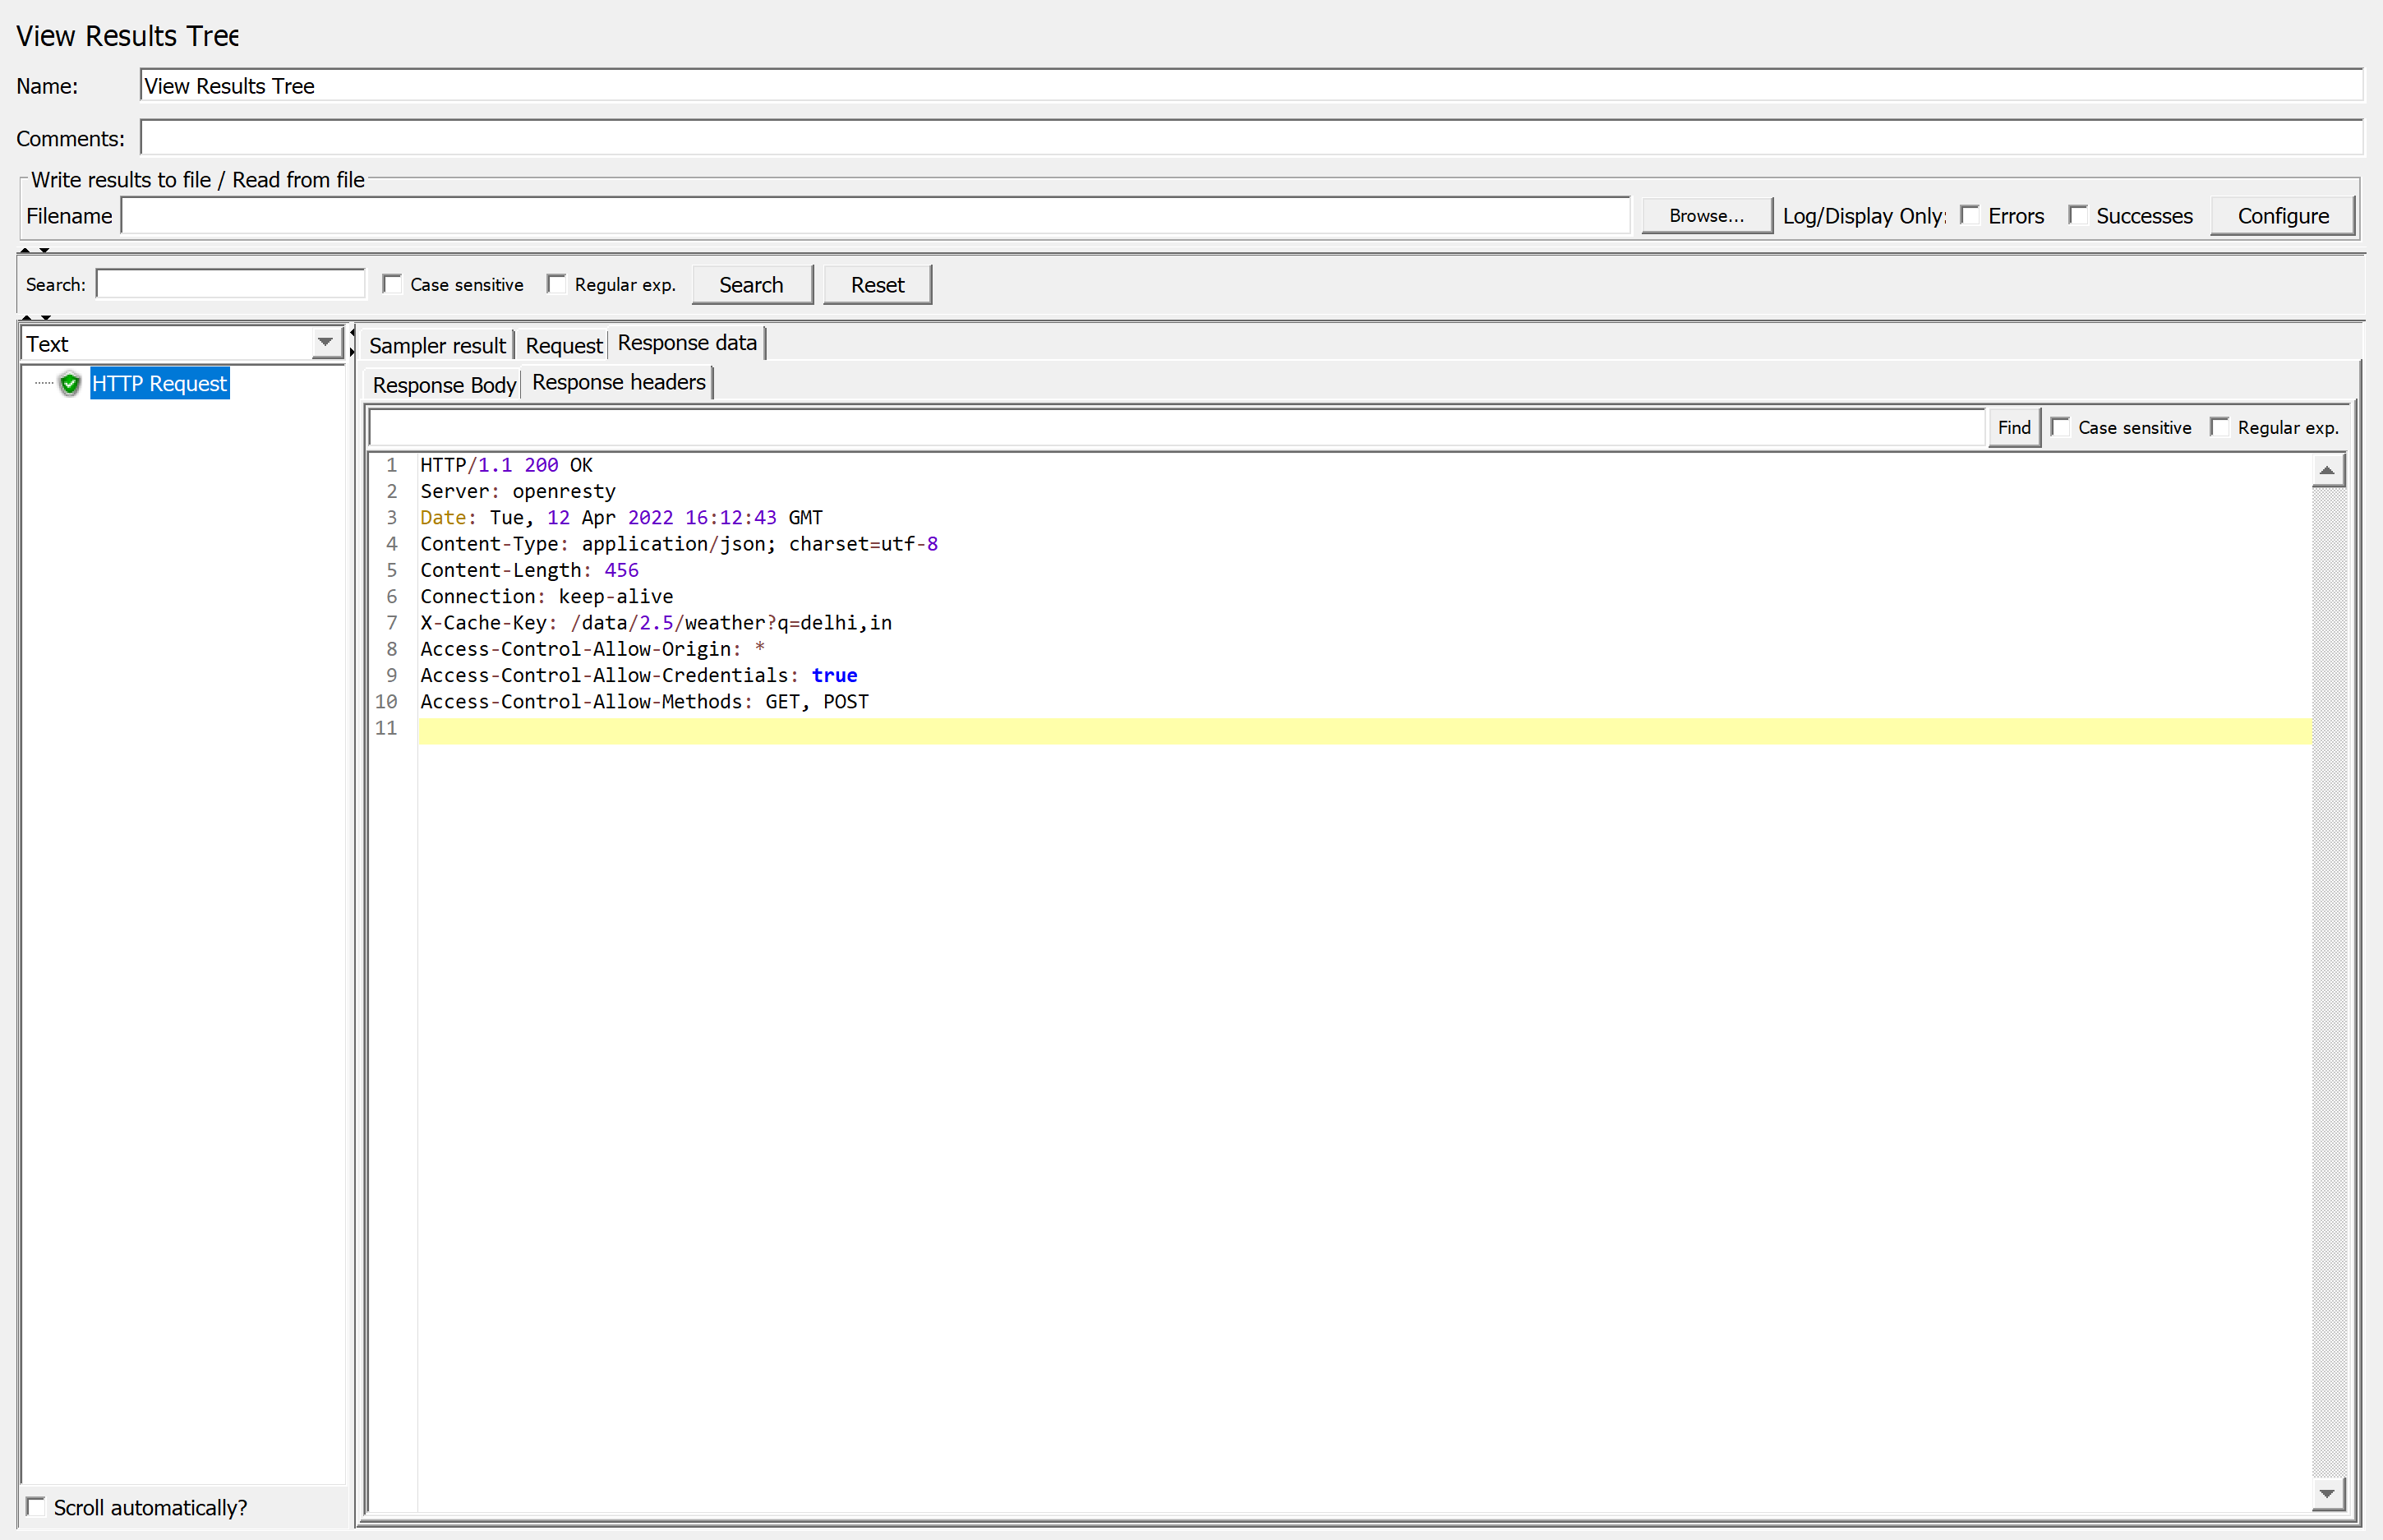 View Results Tree
Name: View Results Tree
Comments:
Write results to file / Read from file
Filename Browse... Log/Display Only: Errors Successes Configure
Search: Case sensitive Regular exp. Search Reset
Text
HTTP Request
Sampler result Request Response data
Response Body Response headers
Find Case sensitive Regular exp.
1 HTTP/1.1 200 OK
2 Server: openresty
3 Date: Tue, 12 Apr 2022 16:12:43 GMT
4 Content-Type: application/json; charset=utf-8
5 Content-Length: 456
6 Connection: keep-alive
7 X-Cache-Key: /data/2.5/weather?q=delhi,in
8 Access-Control-Allow-Origin: *
9 Access-Control-Allow-Credentials: true
10 Access-Control-Allow-Methods: GET, POST
11
Scroll automatically?